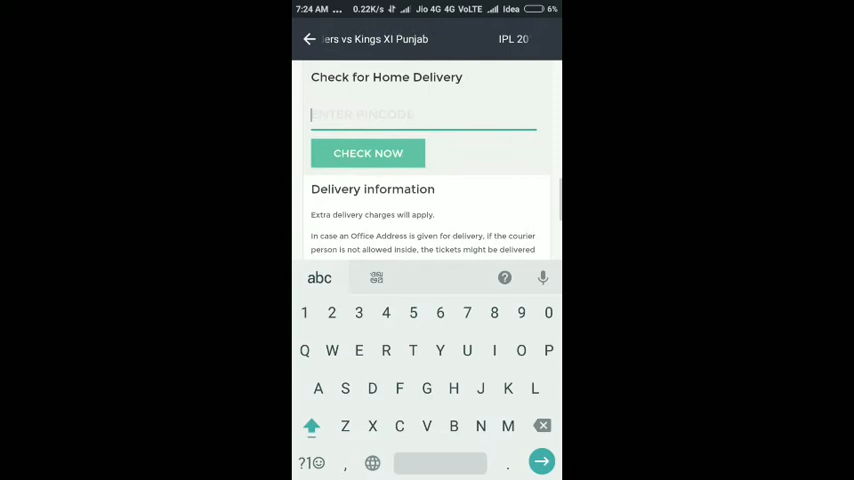 7:24 AM ... 0.22K/s Jio 4G 4G VoLTE Idea 6%
ers vs Kings XI Punjab IPL 20
Check for Home Delivery
ENTER PINCODE
CHECK NOW
Delivery information
Extra delivery charges will apply.
In case an Office Address is given for delivery, if the courier
person is not allowed inside, the tickets might be delivered
abc
1 2 3 4 5 6 7 8 9 0
Q W E R T Y U I O P
A S D F G H J K L
Z X C V B N M
?1 , .